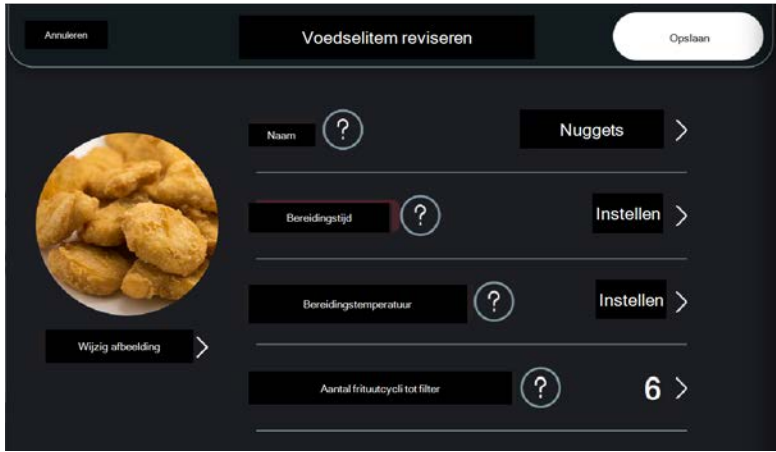 Annuleren
Voedselitem reviseren
Opslaan
Naam ?
Nuggets
Bereidingstijd ?
Instellen
Bereidingstemperatuur ?
Instellen
Wijzig afbeelding
Aantal frituutcycli tot filter ?
6